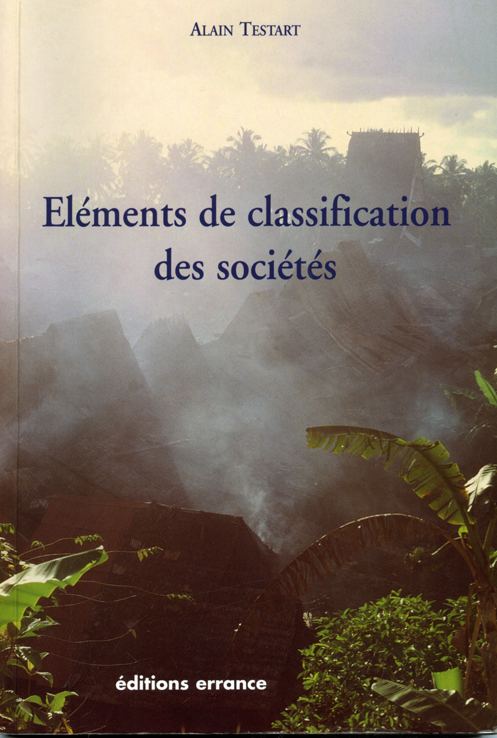 ALAIN TESTART
Eléments de classification
des sociétés
éditions errance